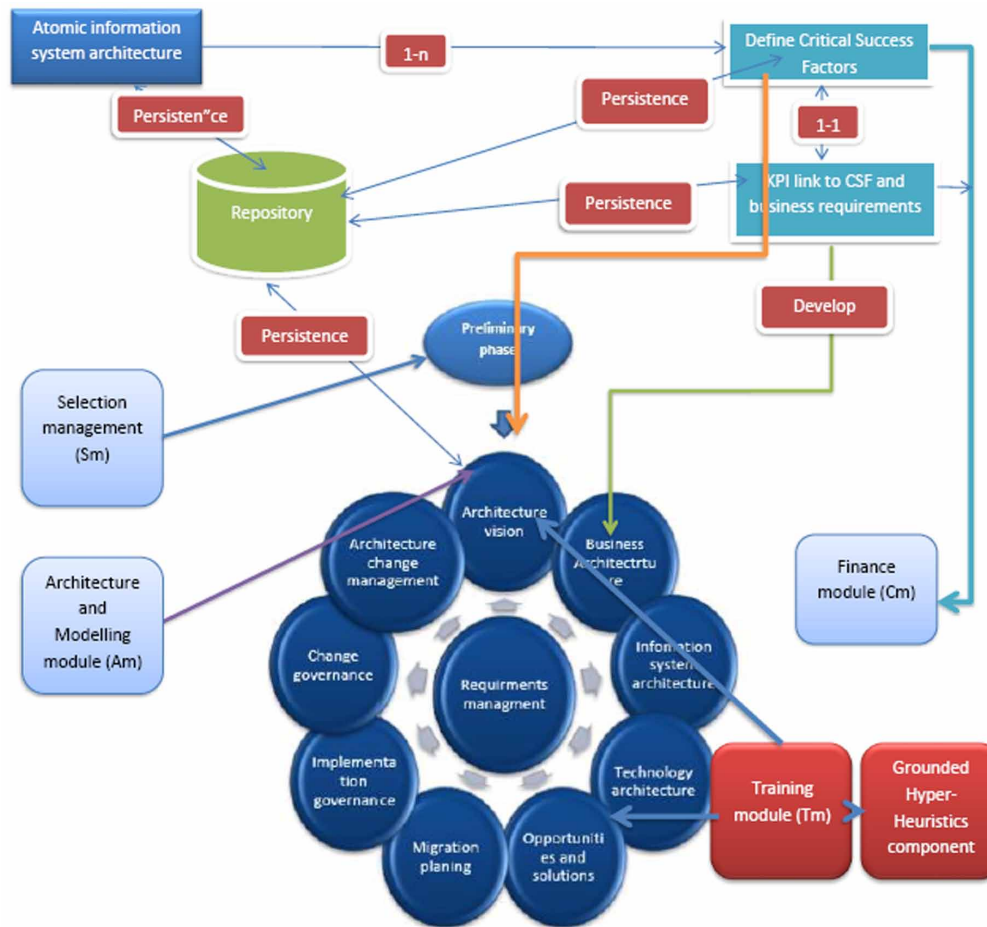 Atomic information
system architecture
1-n
Define Critical Success
Factors
Persisten"ce
Persistence
1-1
Repository
Persistence
KPI link to CSF and
business requirements
Persistence
Preliminary
phase
Develop
Selection
management
(Sm)
Architecture
vision
Architecture
change
management
Business
Architectrture
Architecture
and
Modelling
module (Am)
Finance
module (Cm)
Change
governance
Requirments
managment
Infomation
system
architecture
Implementa
tion
governance
Technology
architecture
Training
module (Tm)
Grounded
Hyper-
Heuristics
component
Migration
planing
Opportuniti
es and
solutions